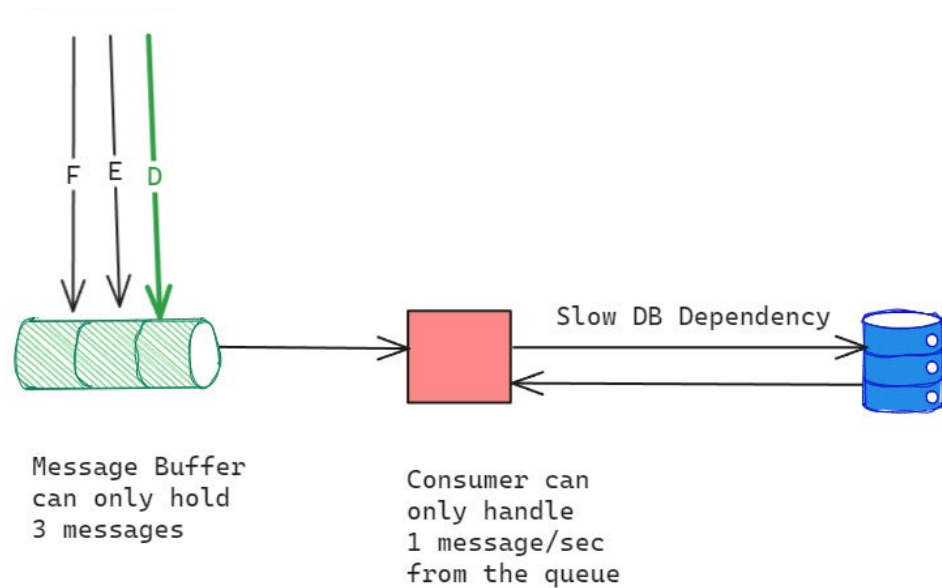 F E D
Slow DB Dependency
Message Buffer
can only hold
3 messages
Consumer can
only handle
1 message/sec
from the queue